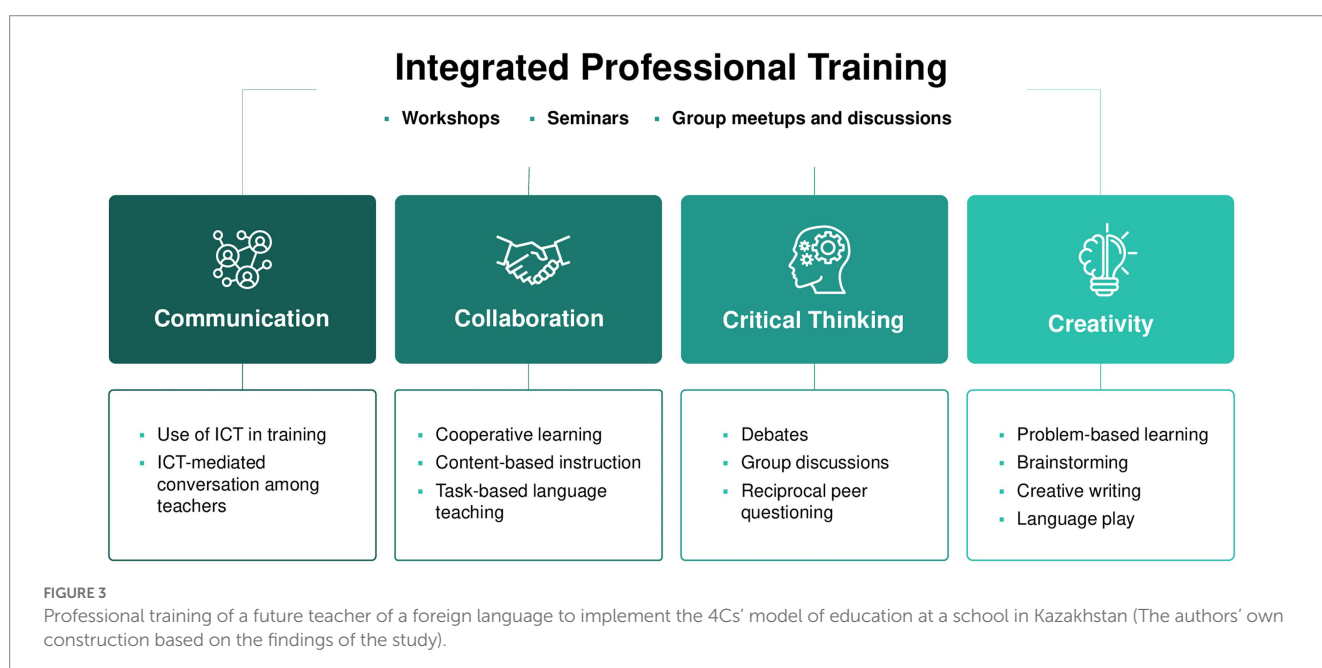 Integrated Professional Training
▪ Workshops ▪ Seminars ▪ Group meetups and discussions
Communication
Collaboration
Critical Thinking
Creativity
▪ Use of ICT in training
▪ ICT-mediated
conversation among
teachers
▪ Cooperative learning
▪ Content-based instruction
▪ Task-based language
teaching
▪ Debates
▪ Group discussions
▪ Reciprocal peer
questioning
▪ Problem-based learning
▪ Brainstorming
▪ Creative writing
▪ Language play
FIGURE 3
Professional training of a future teacher of a foreign language to implement the 4Cs’ model of education at a school in Kazakhstan (The authors’ own
construction based on the findings of the study).